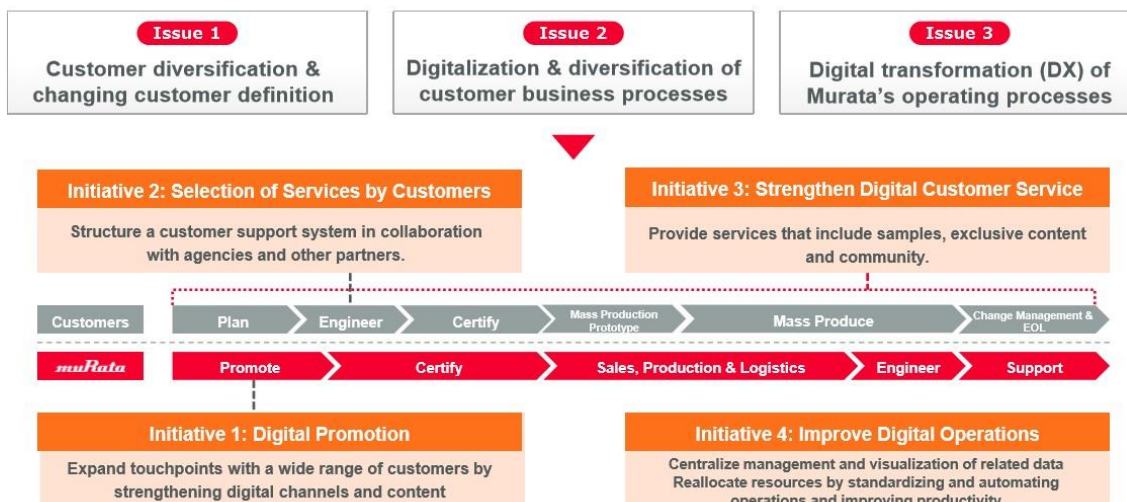 Issue 1
Customer diversification &
changing customer definition
Issue 2
Digitalization & diversification of
customer business processes
Issue 3
Digital transformation (DX) of
Murata's operating processes
Initiative 2: Selection of Services by Customers
Structure a customer support system in collaboration
with agencies and other partners.
Initiative 3: Strengthen Digital Customer Service
Provide services that include samples, exclusive content
and community.
Customers
Plan
Engineer
Certify
Mass Production
Prototype
Mass Produce
Change Management &
EOL
muRata
Promote
Certify
Sales, Production & Logistics
Engineer
Support
Initiative 1: Digital Promotion
Expand touchpoints with a wide range of customers by
strengthening digital channels and content
Initiative 4: Improve Digital Operations
Centralize management and visualization of related data
Reallocate resources by standardizing and automating
operations and improving productivity